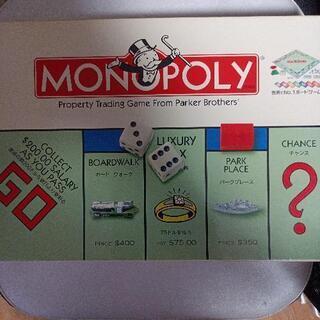 MONOPOLY
Property Trading Game From Parker Brothers®
COLLECT
$200.00 SALARY
AS YOU PASS
GO
BOARDWALK
ボード ウォーク
PRICE $400
LUXURY
PAY $75.00
PARK
PLACE
パークプレース
PRICE $350
CHANCE
チャンス
?